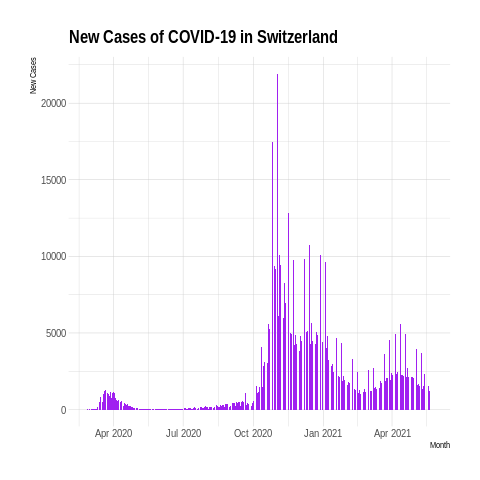 New Cases of COVID-19 in Switzerland
New Cases
20000
15000
10000
5000
0
Apr 2020 Jul 2020 Oct 2020 Jan 2021 Apr 2021
Month